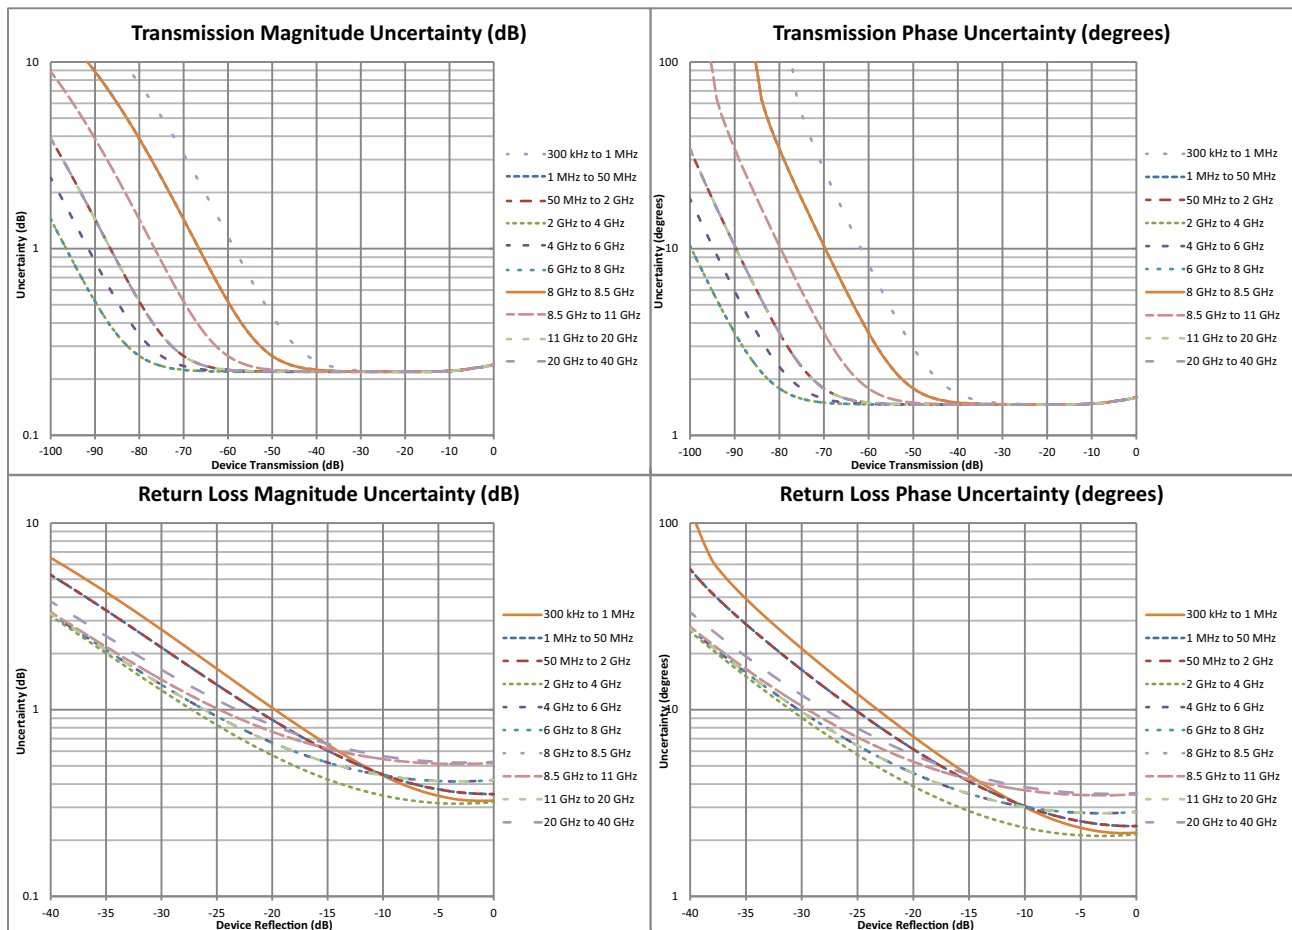 Transmission Magnitude Uncertainty (dB)
10
1
0.1
Uncertainty (dB)
-100 -90 -80 -70 -60 -50 -40 -30 -20 -10 0
Device Transmission (dB)
300 kHz to 1 MHz
1 MHz to 50 MHz
50 MHz to 2 GHz
2 GHz to 4 GHz
4 GHz to 6 GHz
6 GHz to 8 GHz
8 GHz to 8.5 GHz
8.5 GHz to 11 GHz
11 GHz to 20 GHz
20 GHz to 40 GHz
Transmission Phase Uncertainty (degrees)
100
10
1
Uncertainty (degrees)
-100 -90 -80 -70 -60 -50 -40 -30 -20 -10 0
Device Transmission (dB)
300 kHz to 1 MHz
1 MHz to 50 MHz
50 MHz to 2 GHz
2 GHz to 4 GHz
4 GHz to 6 GHz
6 GHz to 8 GHz
8 GHz to 8.5 GHz
8.5 GHz to 11 GHz
11 GHz to 20 GHz
20 GHz to 40 GHz
Return Loss Magnitude Uncertainty (dB)
10
1
0.1
Uncertainty (dB)
-40 -35 -30 -25 -20 -15 -10 -5 0
Device Reflection (dB)
300 kHz to 1 MHz
1 MHz to 50 MHz
50 MHz to 2 GHz
2 GHz to 4 GHz
4 GHz to 6 GHz
6 GHz to 8 GHz
8 GHz to 8.5 GHz
8.5 GHz to 11 GHz
11 GHz to 20 GHz
20 GHz to 40 GHz
Return Loss Phase Uncertainty (degrees)
100
10
1
Uncertainty (degrees)
-40 -35 -30 -25 -20 -15 -10 -5 0
Device Reflection (dB)
300 kHz to 1 MHz
1 MHz to 50 MHz
50 MHz to 2 GHz
2 GHz to 4 GHz
4 GHz to 6 GHz
6 GHz to 8 GHz
8 GHz to 8.5 GHz
8.5 GHz to 11 GHz
11 GHz to 20 GHz
20 GHz to 40 GHz